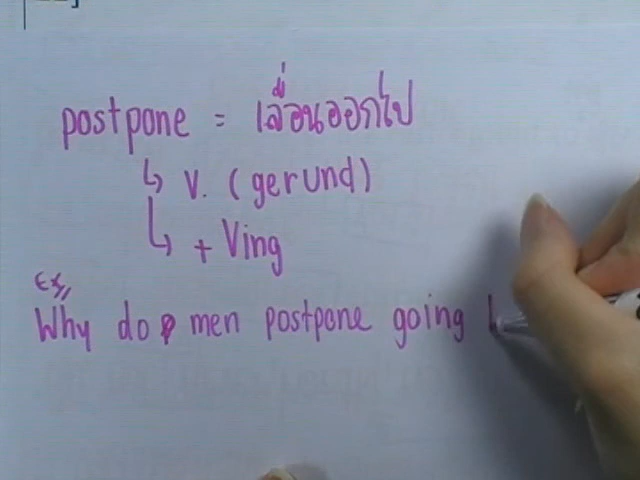 postpone = เลื่อนออกไป
↳ V. (gerund)
↳ + Ving
Ex,,
Why do men postpone going